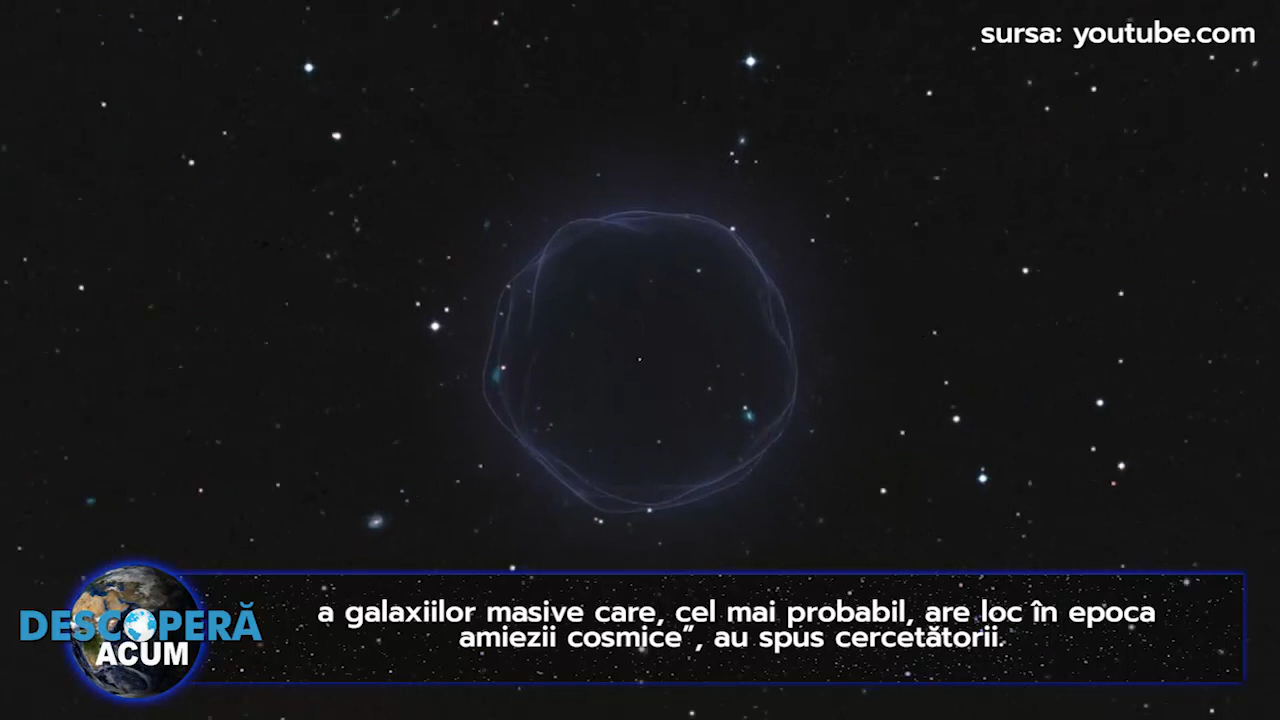 sursa: youtube.com
a galaxiilor masive care, cel mai probabil, are loc în epoca
amiezii cosmice”, au spus cercetătorii.
DESCOPERĂ
ACUM